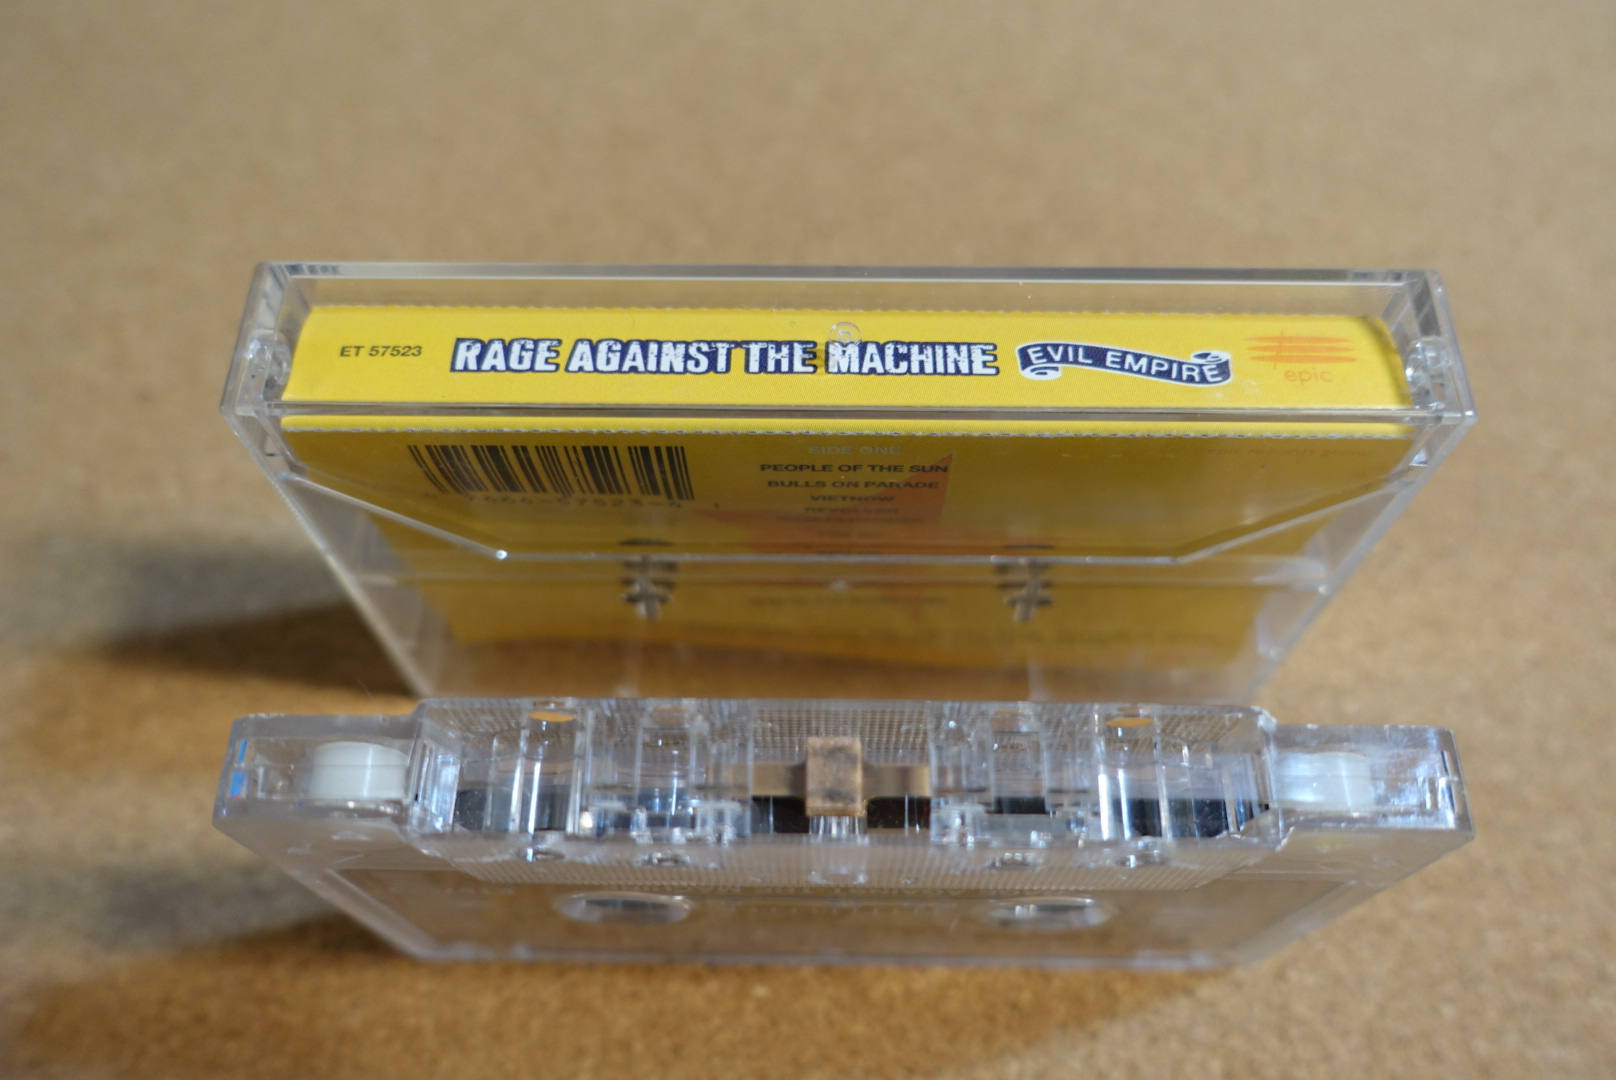 ET 57523
RAGE AGAINST THE MACHINE
EVIL EMPIRE
epic
SIDE ONE
PEOPLE OF THE SUN
BULLS ON PARADE
VIETNOW
REVOLVER